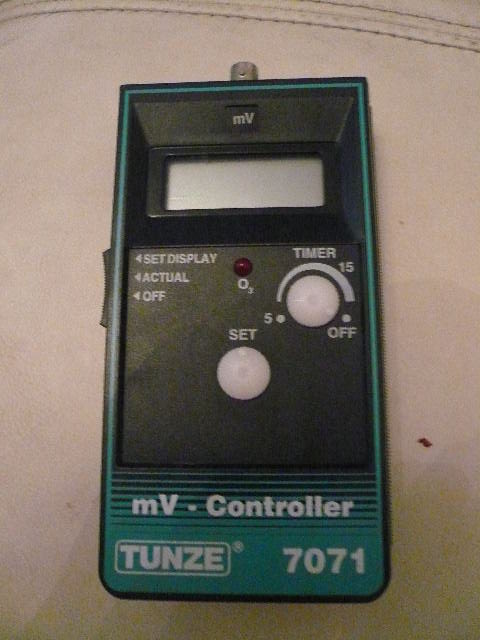 mV
SET DISPLAY
ACTUAL
OFF
O₃
TIMER
15
5
OFF
SET
mV - Controller
TUNZE®
7071